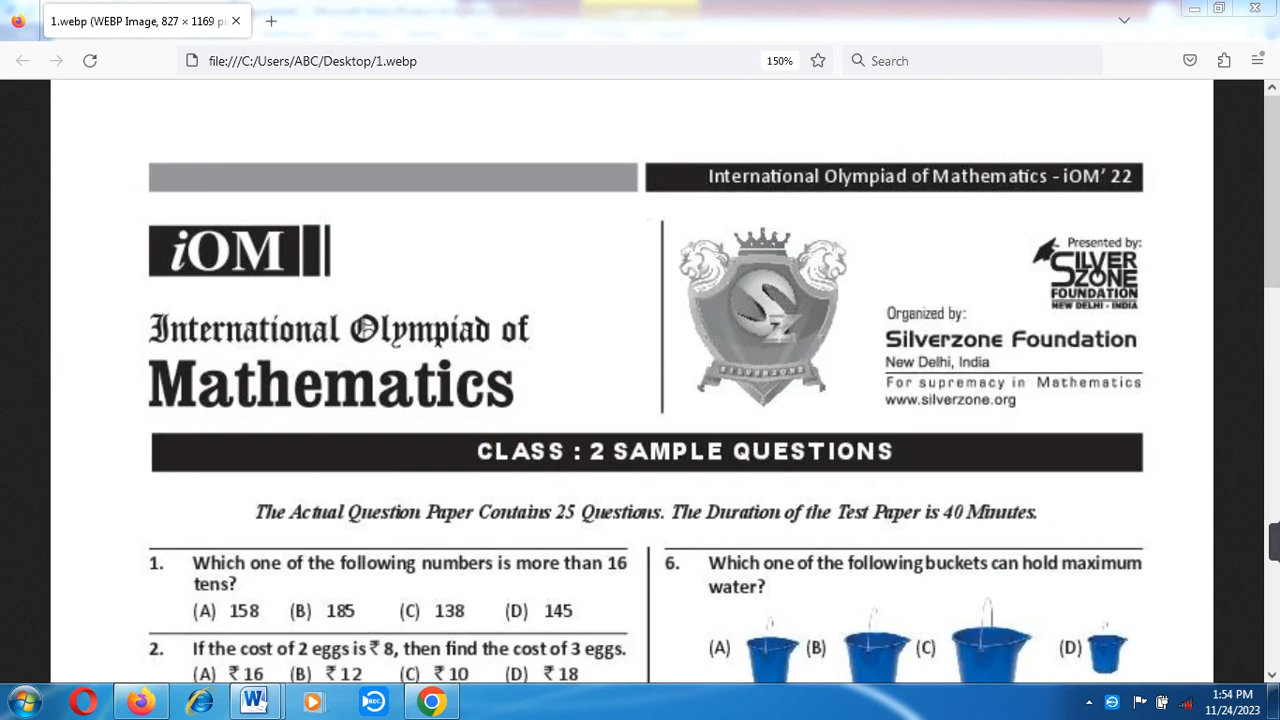 1.webp (WEBP Image, 827 × 1169 pi
file:///C:/Users/ABC/Desktop/1.webp
150%
Search
International Olympiad of Mathematics - iOM' 22
iOM
International Olympiad of
Mathematics
SZ
SILVERZONE
Presented by:
SILVER
ZONE
FOUNDATION
NEW DELHI - INDIA
Organized by:
Silverzone Foundation
New Delhi, India
For supremacy in Mathematics
www.silverzone.org
CLASS : 2 SAMPLE QUESTIONS
The Actual Question Paper Contains 25 Questions. The Duration of the Test Paper is 40 Minutes.
1. Which one of the following numbers is more than 16
tens?
(A) 158 (B) 185 (C) 138 (D) 145
2. If the cost of 2 eggs is ₹ 8, then find the cost of 3 eggs.
(A) ₹ 16 (B) ₹ 12 (C) ₹ 10 (D) ₹ 18
6. Which one of the following buckets can hold maximum
water?
(A) (B) (C) (D)
W
REC
1:54 PM
11/24/2023